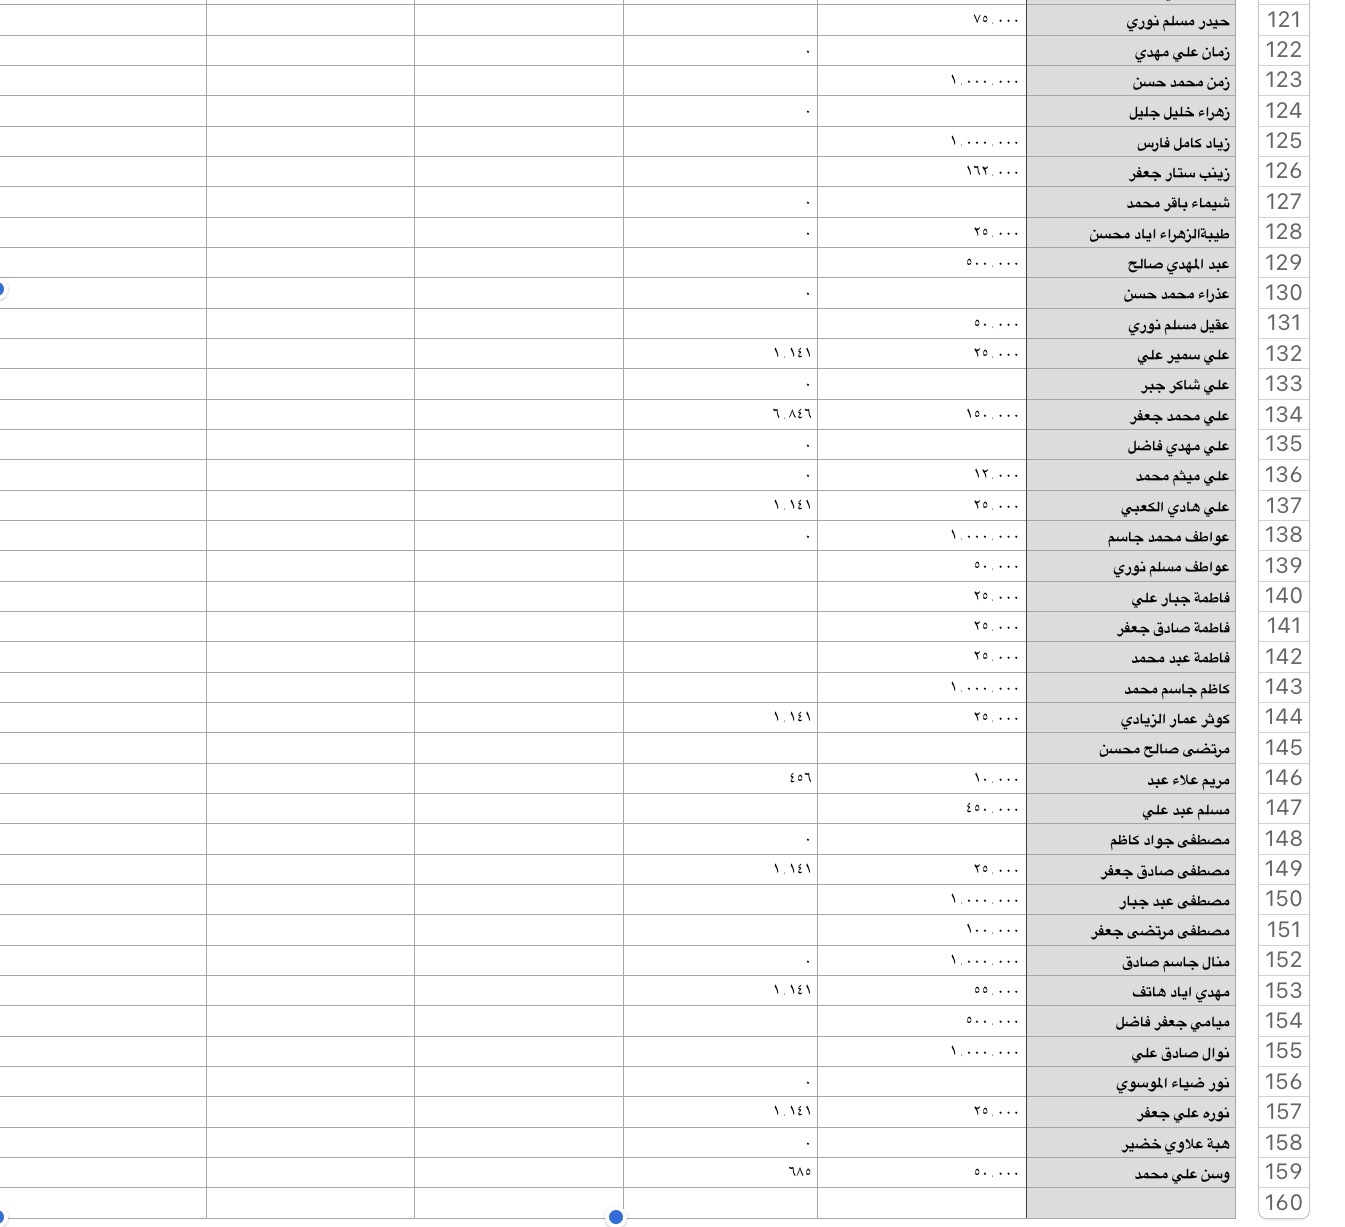 121 حيدر مسلم نوري ٧٥,٠٠٠
122 زمان علي مهدي ٠
123 زمن محمد حسن ١,٠٠٠,٠٠٠
124 زهراء خليل جليل ٠
125 زياد كامل فارس ١,٠٠٠,٠٠٠
126 زينب ستار جعفر ١٦٢,٠٠٠
127 شيماء باقر محمد ٠
128 طيبةالزهراء اياد محسن ٢٥,٠٠٠ ٠
129 عبد المهدي صالح ٥٠٠,٠٠٠
130 عذراء محمد حسن ٠
131 عقيل مسلم نوري ٥٠,٠٠٠
132 علي سمير علي ٢٥,٠٠٠ ١,١٤١
133 علي شاكر جبر ٠
134 علي محمد جعفر ١٥٠,٠٠٠ ٦,٨٤٦
135 علي مهدي فاضل ٠
136 علي ميثم محمد ١٢,٠٠٠ ٠
137 علي هادي الكعبي ٢٥,٠٠٠ ١,١٤١
138 عواطف محمد جاسم ١,٠٠٠,٠٠٠ ٠
139 عواطف مسلم نوري ٥٠,٠٠٠
140 فاطمة جبار علي ٢٥,٠٠٠
141 فاطمة صادق جعفر ٢٥,٠٠٠
142 فاطمة عبد محمد ٢٥,٠٠٠
143 كاظم جاسم محمد ١,٠٠٠,٠٠٠
144 كوثر عمار الزيادي ٢٥,٠٠٠ ١,١٤١
145 مرتضى صالح محسن
146 مريم علاء عبد ١٠,٠٠٠ ٤٥٦
147 مسلم عبد علي ٤٥٠,٠٠٠
148 مصطفى جواد كاظم ٠
149 مصطفى صادق جعفر ٢٥,٠٠٠ ١,١٤١
150 مصطفى عبد جبار ١,٠٠٠,٠٠٠
151 مصطفى مرتضى جعفر ١٠٠,٠٠٠
152 منال جاسم صادق ١,٠٠٠,٠٠٠ ٠
153 مهدي اياد هاتف ٥٥,٠٠٠ ١,١٤١
154 ميامي جعفر فاضل ٥٠٠,٠٠٠
155 نوال صادق علي ١,٠٠٠,٠٠٠
156 نور ضياء الموسوي ٠
157 نوره علي جعفر ٢٥,٠٠٠ ١,١٤١
158 هبة علاوي خضير ٠
159 وسن علي محمد ٥٠,٠٠٠ ٦٨٥
160